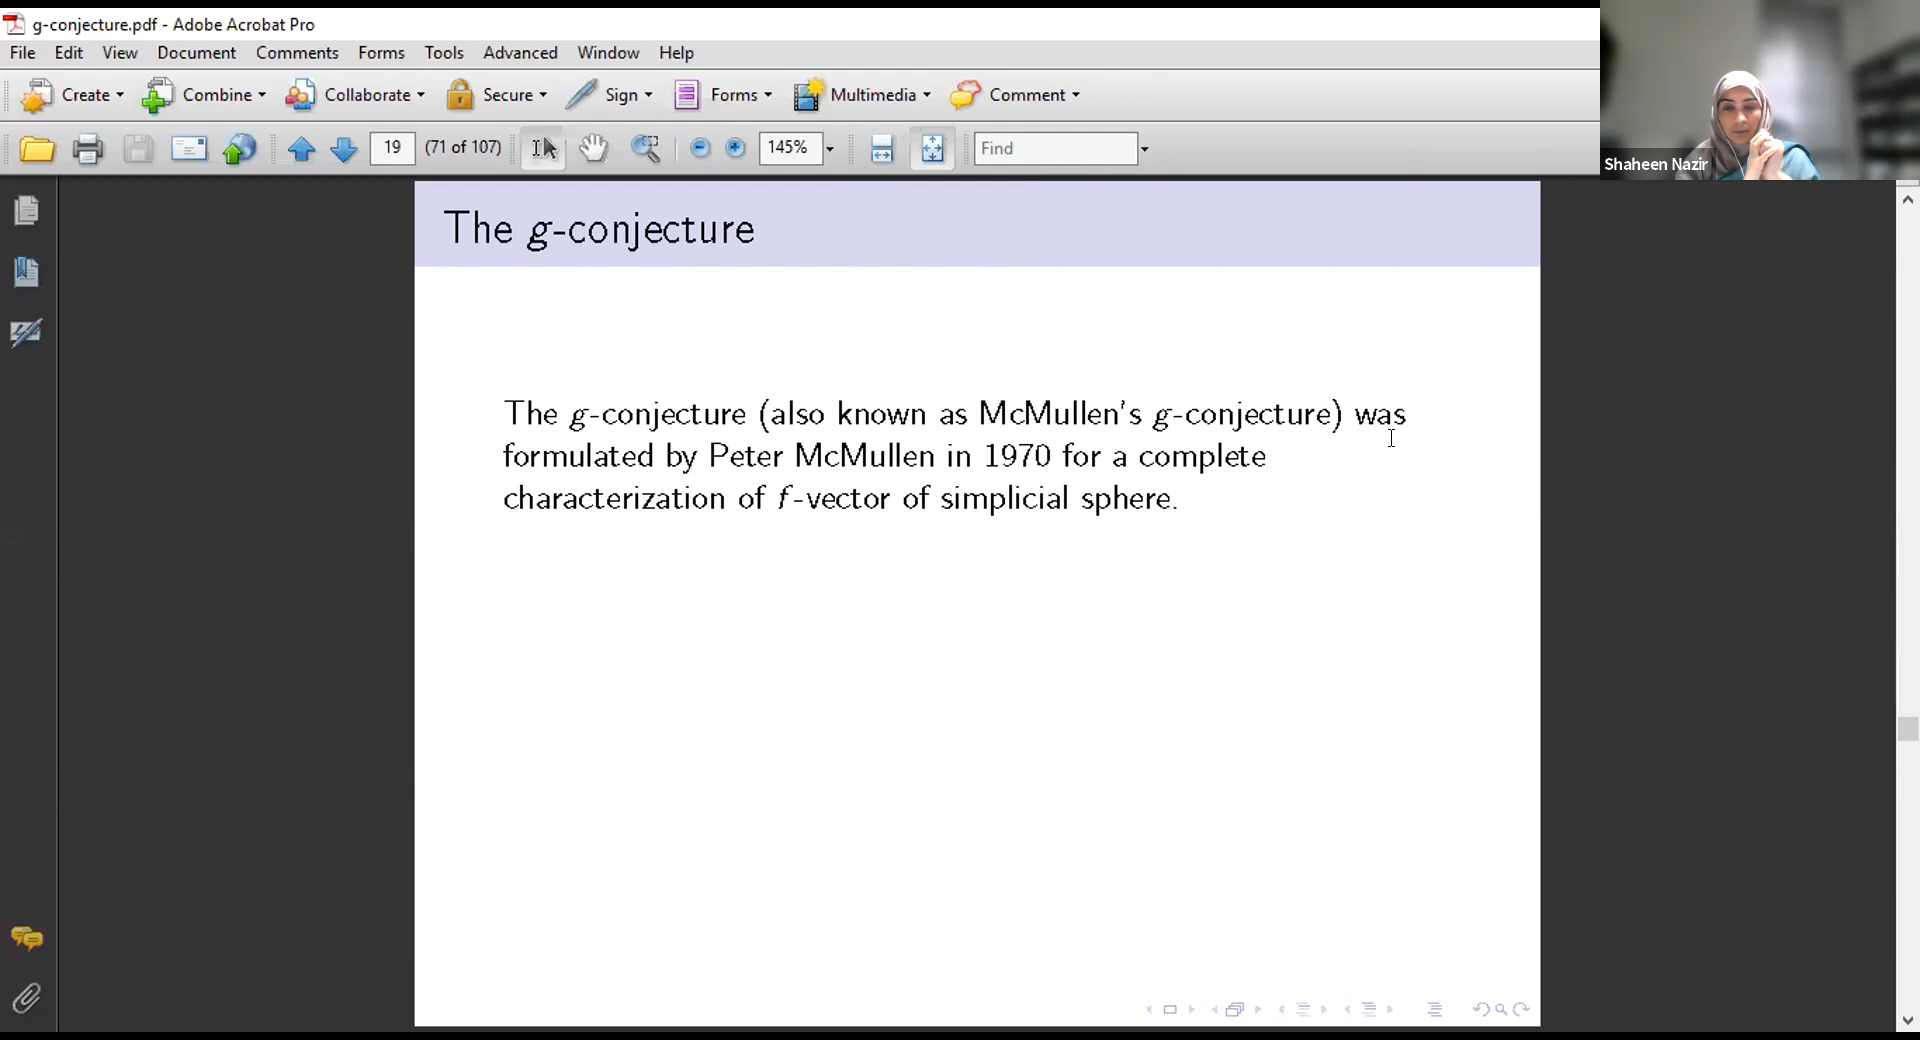 g-conjecture.pdf - Adobe Acrobat Pro
File Edit View Document Comments Forms Tools Advanced Window Help
Create Combine Collaborate Secure Sign Forms Multimedia Comment
19 (71 of 107) 145% Find
Shaheen Nazir
The g-conjecture
The g-conjecture (also known as McMullen's g-conjecture) was
formulated by Peter McMullen in 1970 for a complete
characterization of f-vector of simplicial sphere.